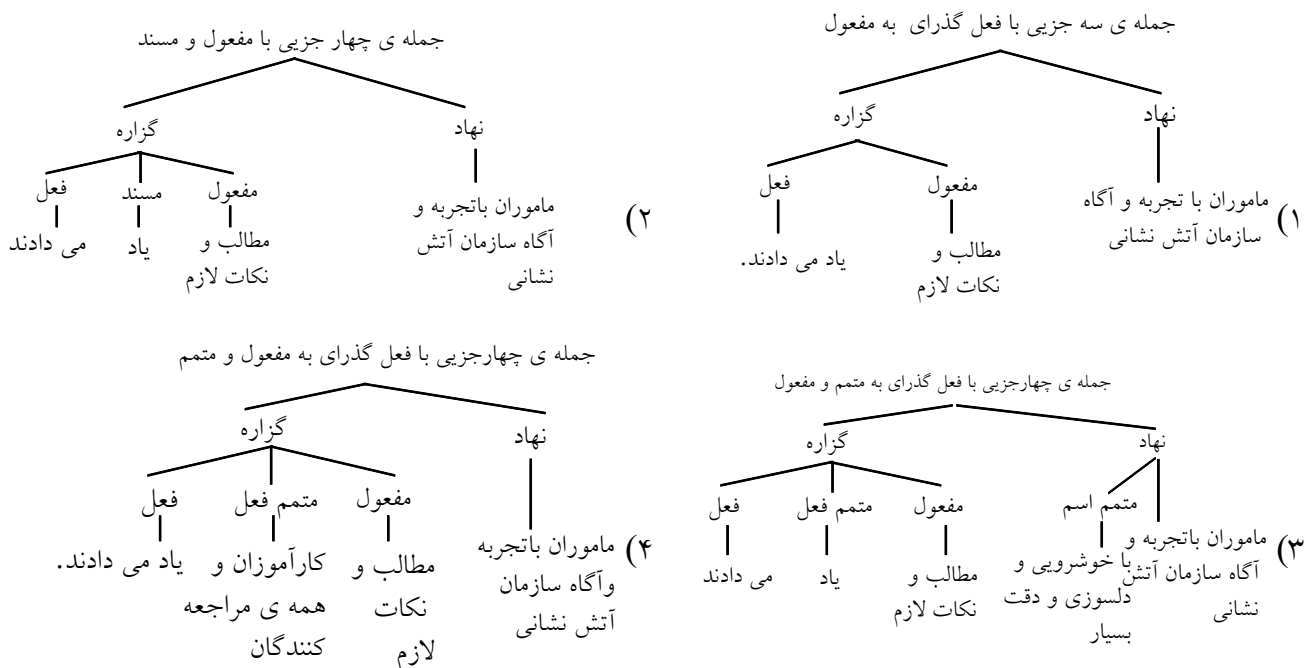 جمله ی سه جزیی با فعل گذرای به مفعول
نهاد
گزاره
مفعول
فعل
۱) ماموران با تجربه و آگاه
سازمان آتش نشانی
مطالب و
نکات لازم
یاد می دادند.
جمله ی چهار جزیی با مفعول و مسند
نهاد
گزاره
مفعول
مسند
فعل
۲) ماموران باتجربه و
آگاه سازمان آتش
نشانی
مطالب و
نکات لازم
یاد
می دادند
جمله ی چهارجزیی با فعل گذرای به متمم و مفعول
نهاد
گزاره
متمم اسم
مفعول
متمم فعل
فعل
۳) ماموران باتجربه و
آگاه سازمان آتش
نشانی
با خوشرویی و
دلسوزی و دقت
بسیار
مطالب و
نکات لازم
یاد
می دادند
جمله ی چهارجزیی با فعل گذرای به مفعول و متمم
نهاد
گزاره
مفعول
متمم فعل
فعل
۴) ماموران باتجربه
وآگاه سازمان
آتش نشانی
مطالب و
نکات
لازم
کارآموزان و
همه ی مراجعه
کنندگان
یاد می دادند.